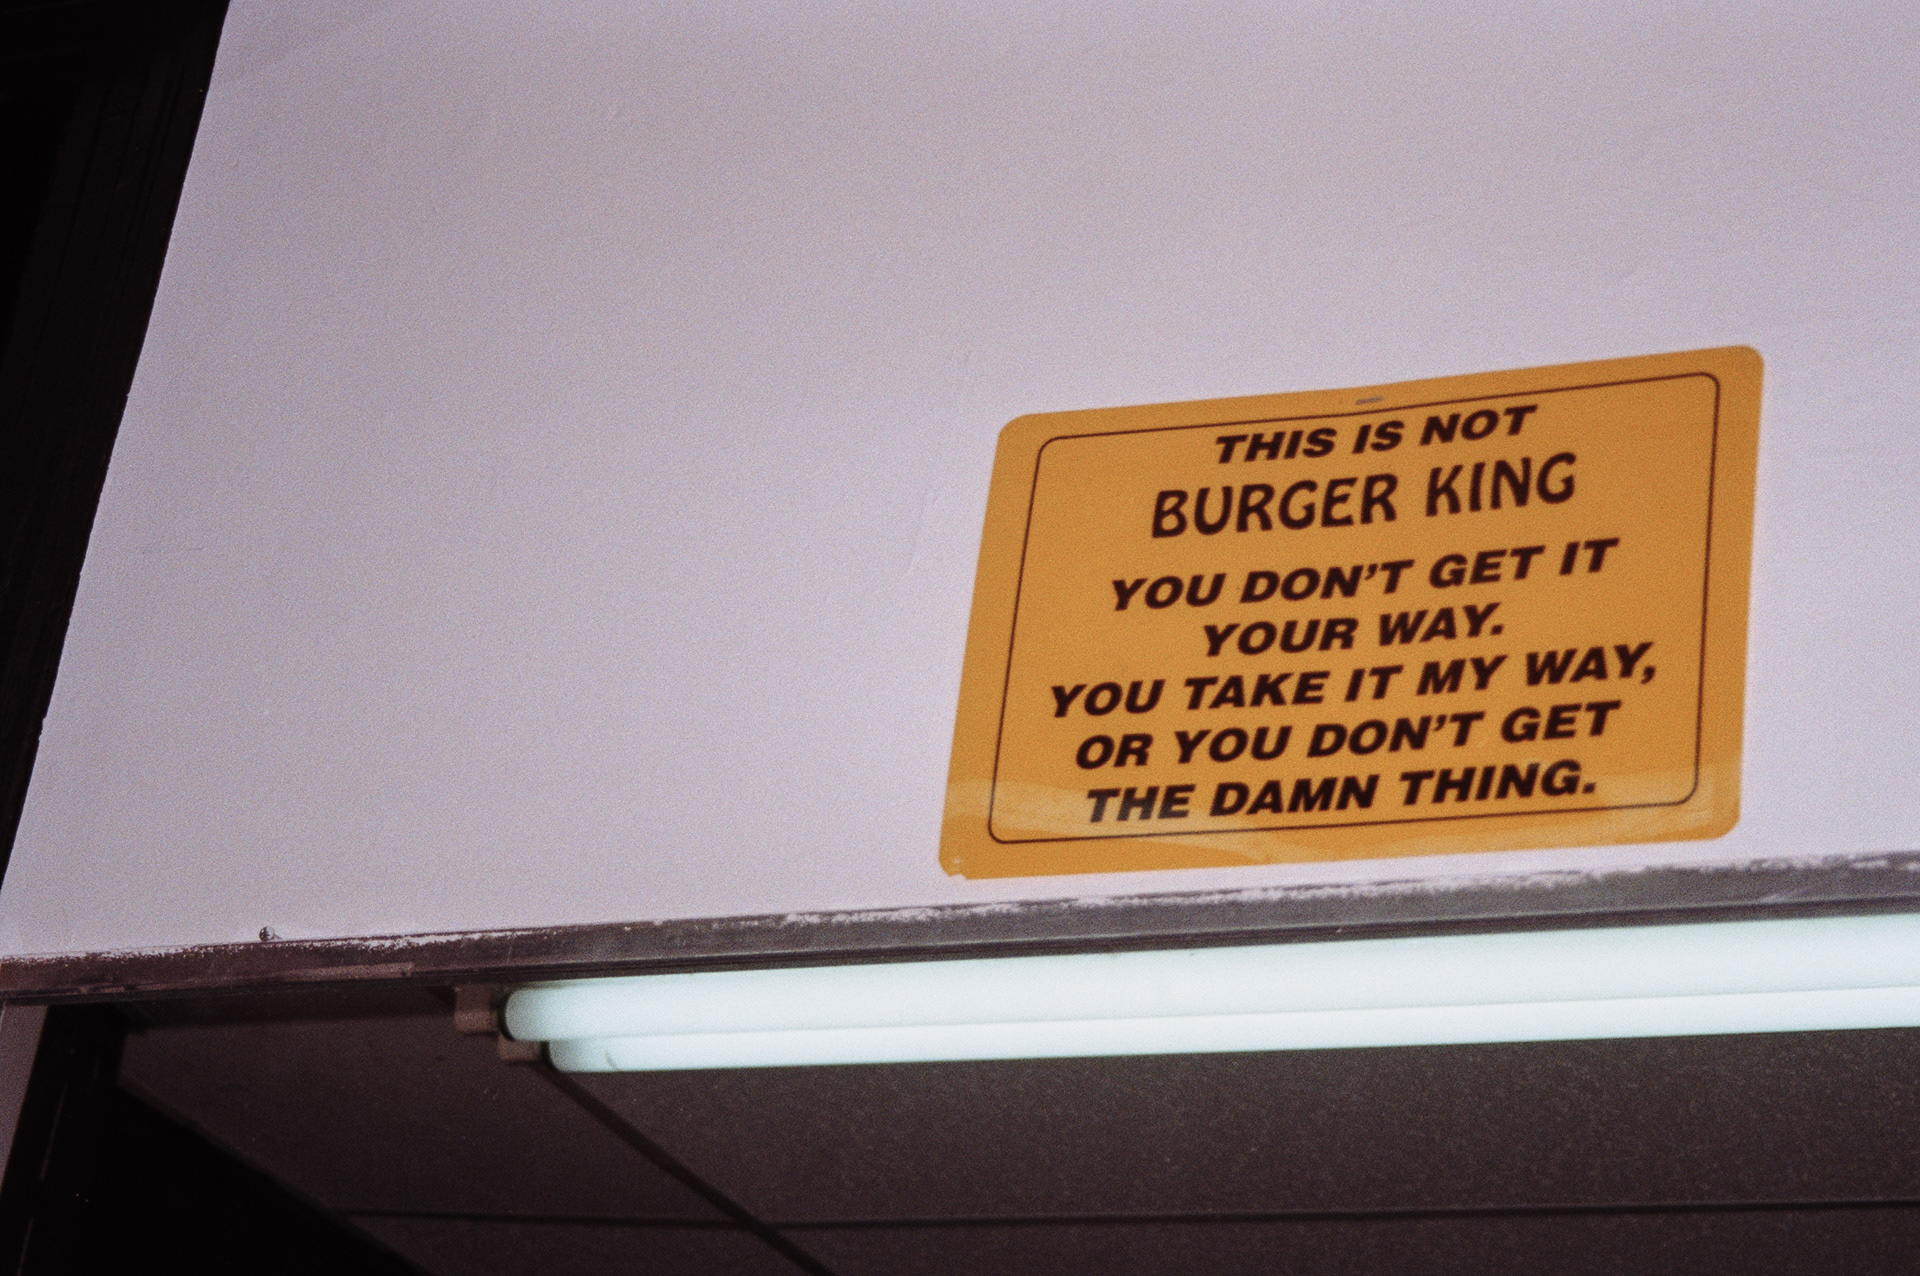 THIS IS NOT
BURGER KING
YOU DON'T GET IT
YOUR WAY.
YOU TAKE IT MY WAY,
OR YOU DON'T GET
THE DAMN THING.